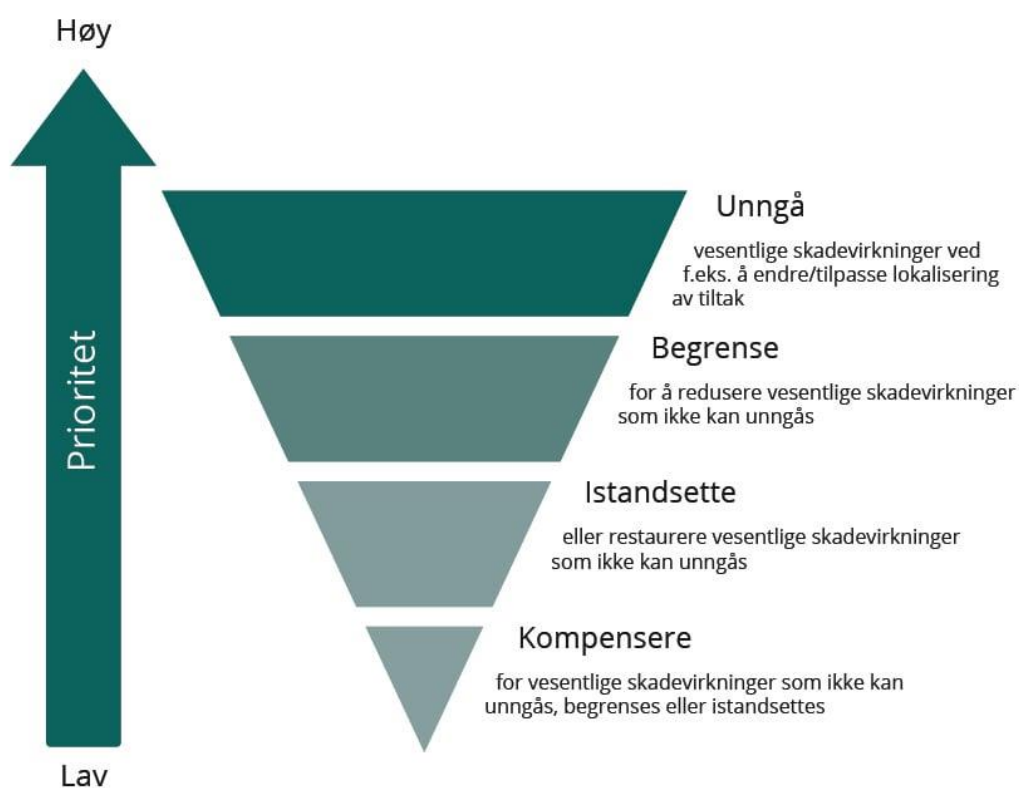 Høy
Prioritet
Lav
Unngå
vesentlige skadevirkninger ved
f.eks. å endre/tilpasse lokalisering
av tiltak
Begrense
for å redusere vesentlige skadevirkninger
som ikke kan unngås
Istandsette
eller restaurere vesentlige skadevirkninger
som ikke kan unngås
Kompensere
for vesentlige skadevirkninger som ikke kan
unngås, begrenses eller istandsettes